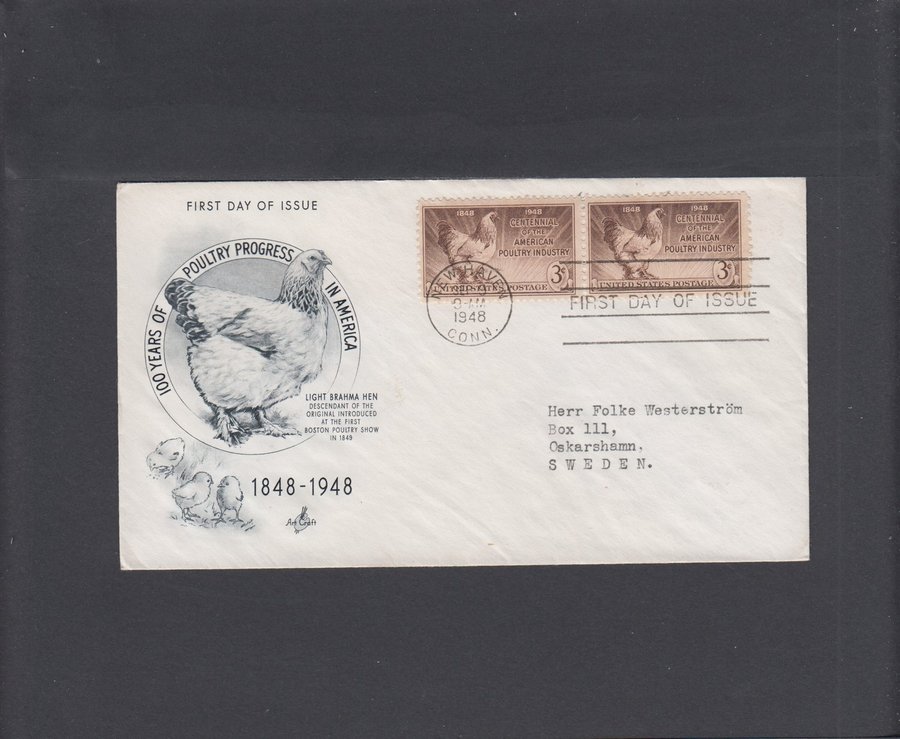 FIRST DAY OF ISSUE
100 YEARS OF POULTRY PROGRESS IN AMERICA
LIGHT BRAHMA HEN
DESCENDANT OF THE
ORIGINAL INTRODUCED
AT THE FIRST
BOSTON POULTRY SHOW
IN 1849
1848-1948
Art Craft
1848 1948
CENTENNIAL
OF THE
AMERICAN
POULTRY INDUSTRY
3¢
UNITED STATES POSTAGE
1848 1948
CENTENNIAL
OF THE
AMERICAN
POULTRY INDUSTRY
3¢
UNITED STATES POSTAGE
NEW HAVEN
9-AM
1948
CONN.
FIRST DAY OF ISSUE
Herr Folke Westerström
Box 111,
Oskarshamn,
S W E D E N.